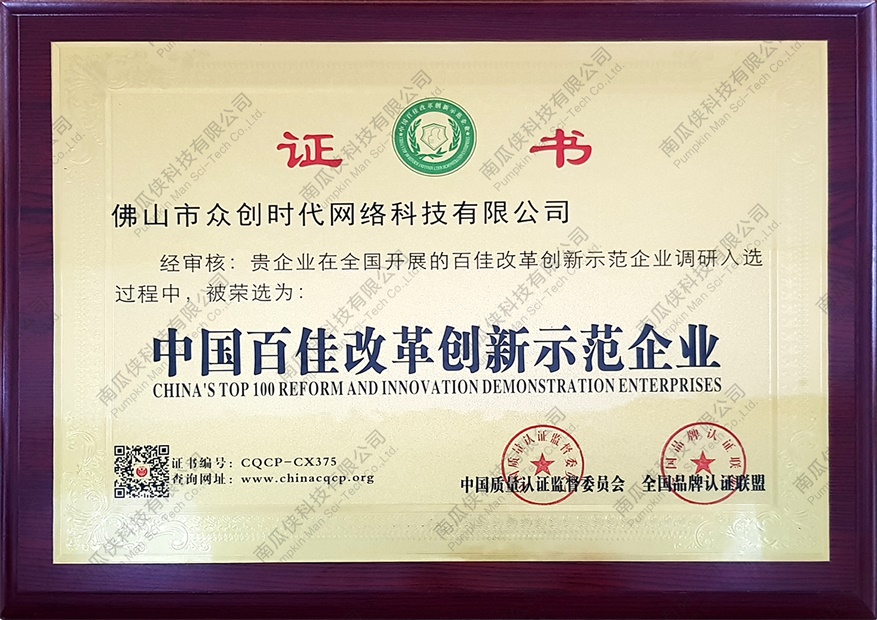 证 书
佛山市众创时代网络科技有限公司
经审核：贵企业在全国开展的百佳改革创新示范企业调研入选
过程中，被荣选为：
中国百佳改革创新示范企业
CHINA'S TOP 100 REFORM AND INNOVATION DEMONSTRATION ENTERPRISES
证书编号：CQCP-CX375
查询网址：www.chinacqcp.org
中国质量认证监督委员会 全国品牌认证联盟
南瓜侠科技有限公司
Pumpkin Man Sci-Tech Co.,Ltd.